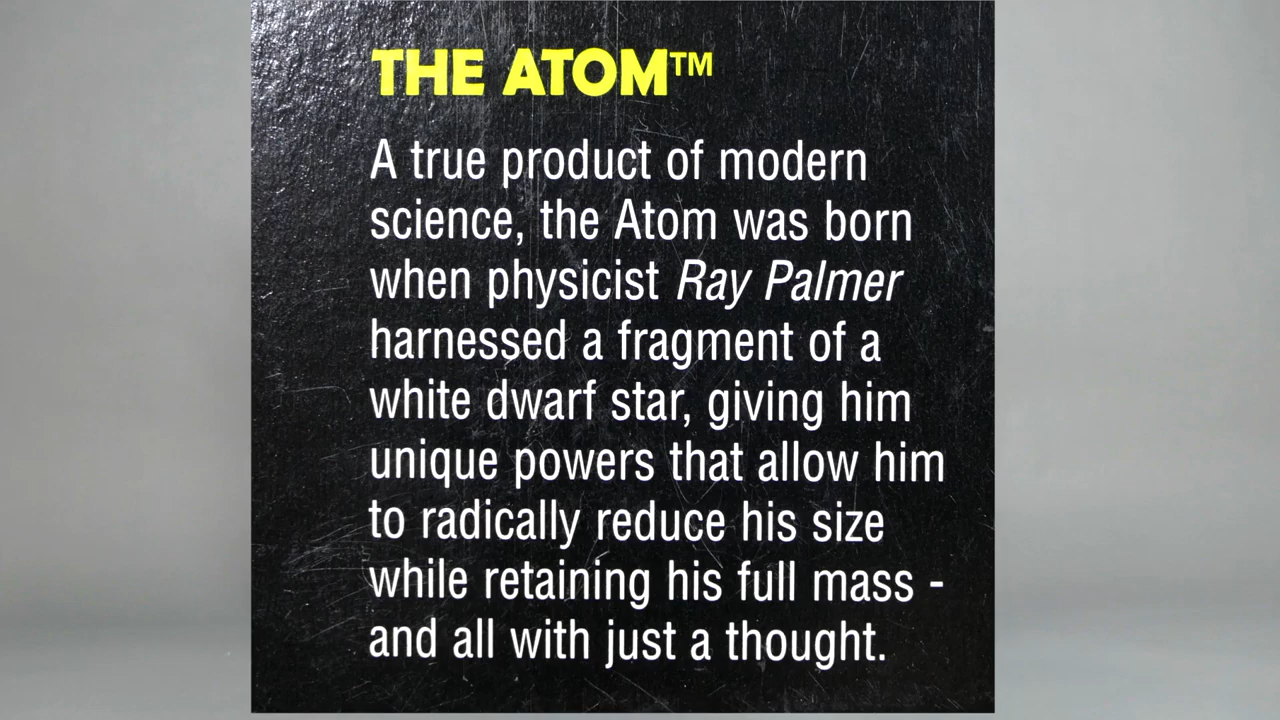 THE ATOM™
A true product of modern
science, the Atom was born
when physicist Ray Palmer
harnessed a fragment of a
white dwarf star, giving him
unique powers that allow him
to radically reduce his size
while retaining his full mass -
and all with just a thought.